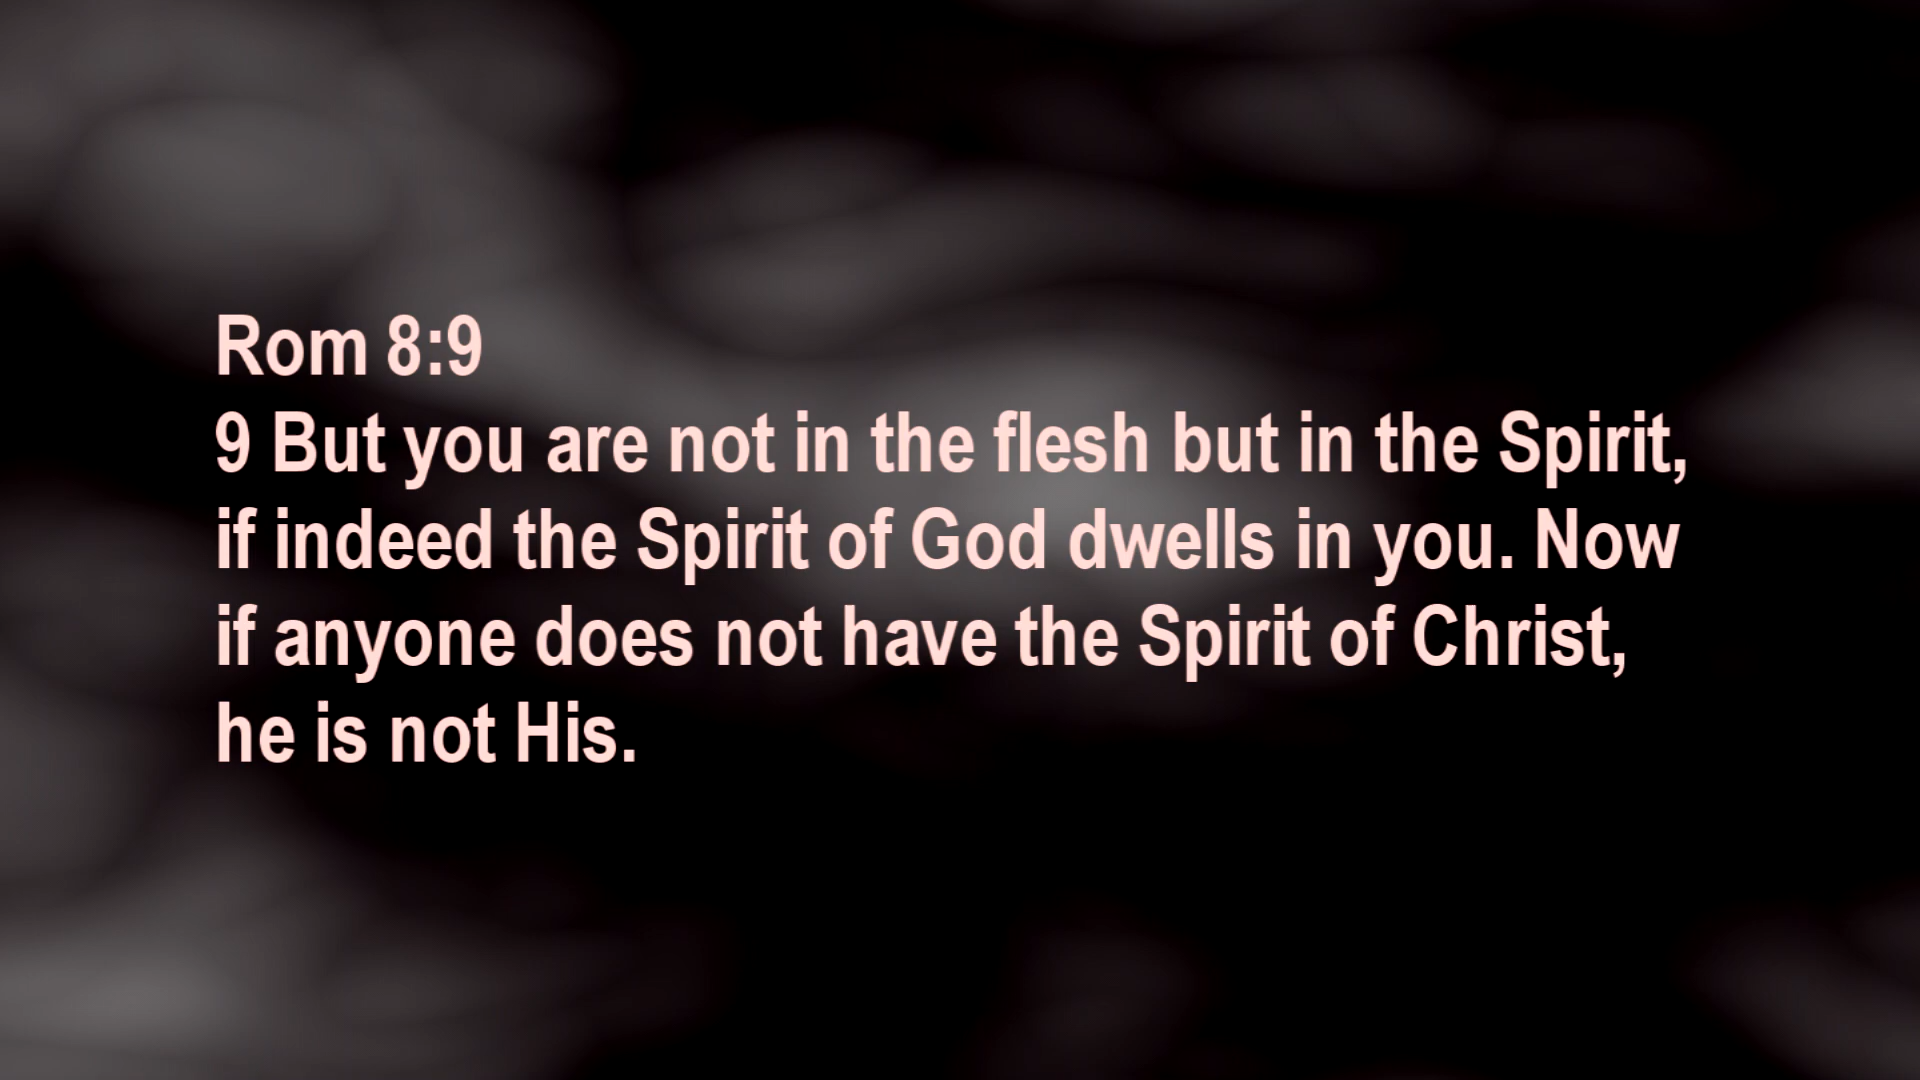 Rom 8:9
9 But you are not in the flesh but in the Spirit,
if indeed the Spirit of God dwells in you. Now
if anyone does not have the Spirit of Christ,
he is not His.